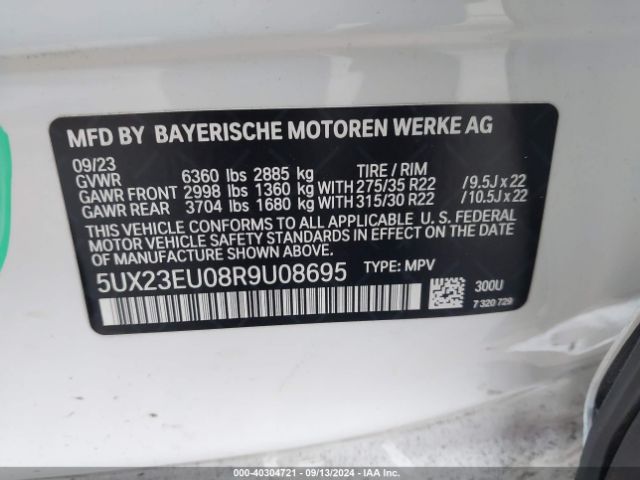 MFD BY BAYERISCHE MOTOREN WERKE AG
09/23
GVWR 6360 lbs 2885 kg TIRE / RIM
GAWR FRONT 2998 lbs 1360 kg WITH 275/35 R22 /9.5J x 22
GAWR REAR 3704 lbs 1680 kg WITH 315/30 R22 /10.5J x 22
THIS VEHICLE CONFORMS TO ALL APPLICABLE U. S. FEDERAL
MOTOR VEHICLE SAFETY STANDARDS IN EFFECT ON THE DATE
OF MANUFACTURE SHOWN ABOVE.
5UX23EU08R9U08695 TYPE: MPV
300U
7 320 729
000-40304721 - 09/13/2024 - IAA Inc.